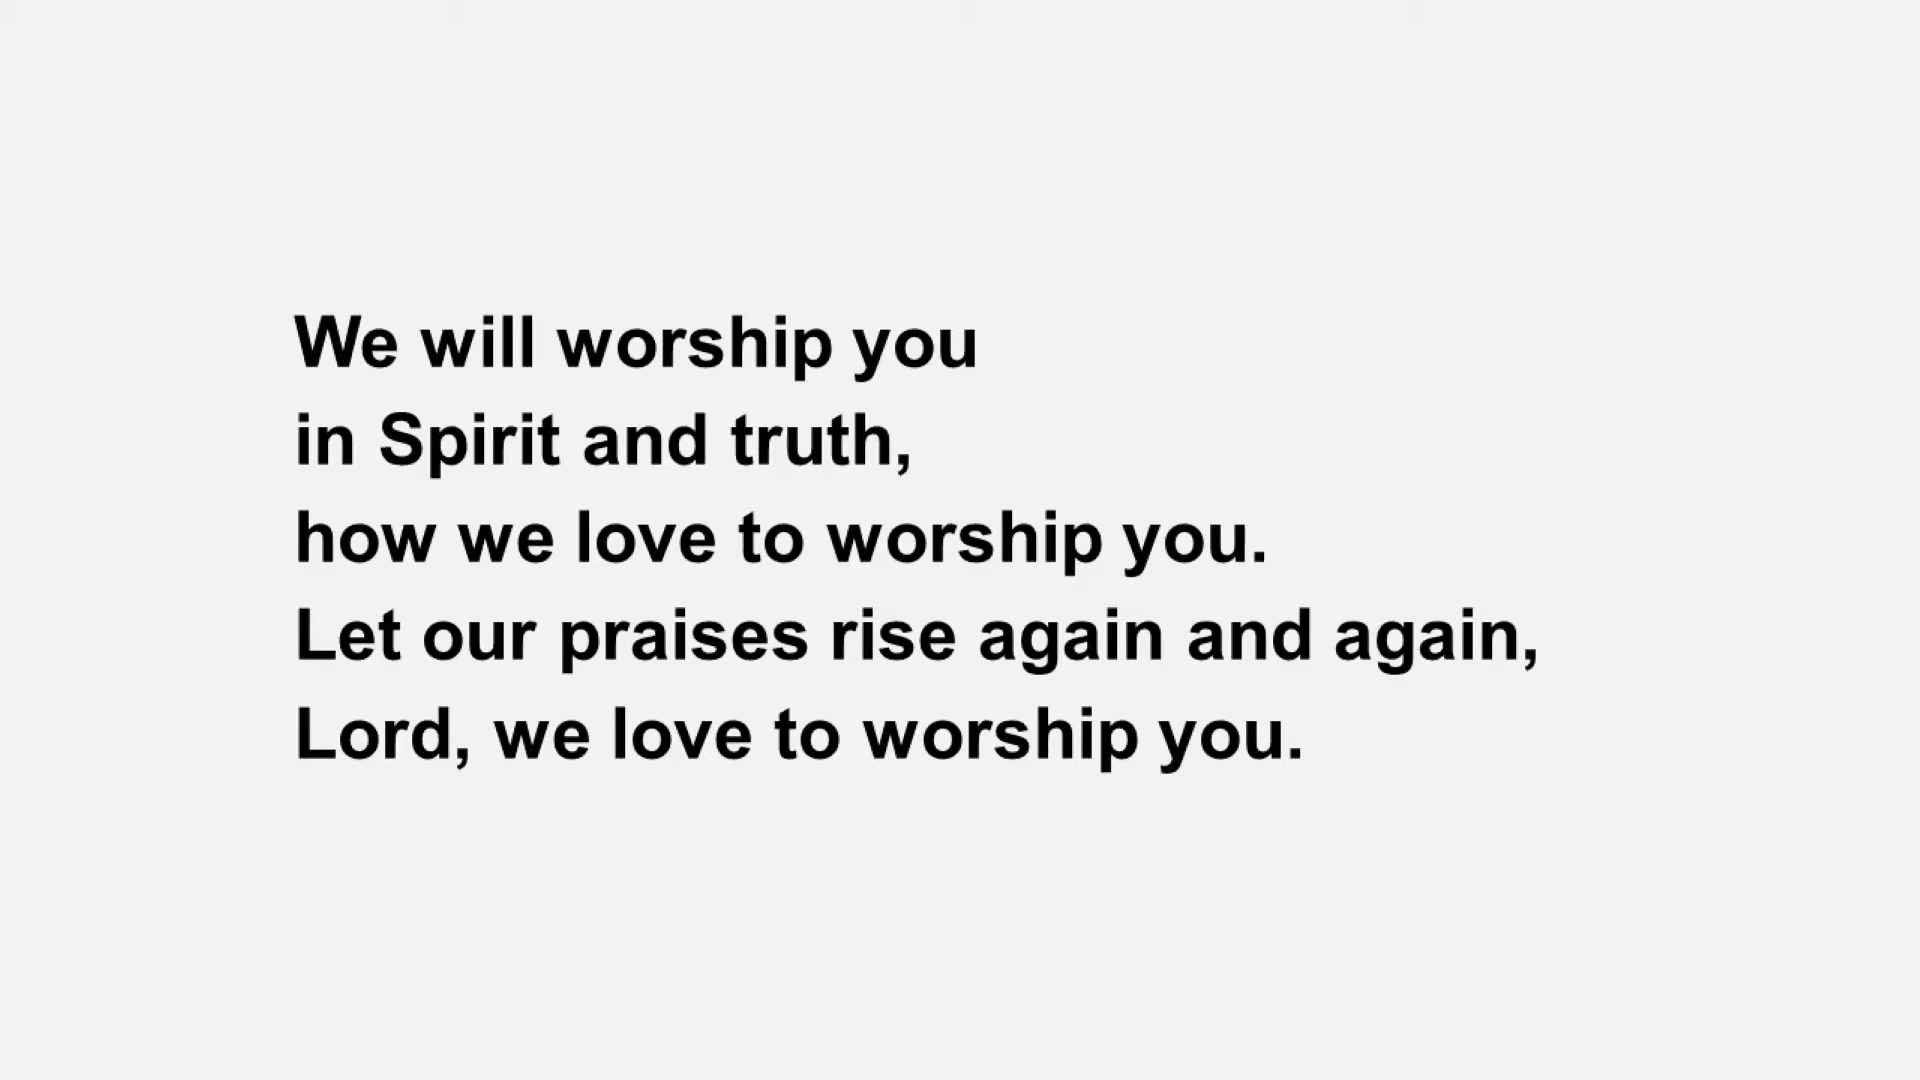 We will worship you
in Spirit and truth,
how we love to worship you.
Let our praises rise again and again,
Lord, we love to worship you.